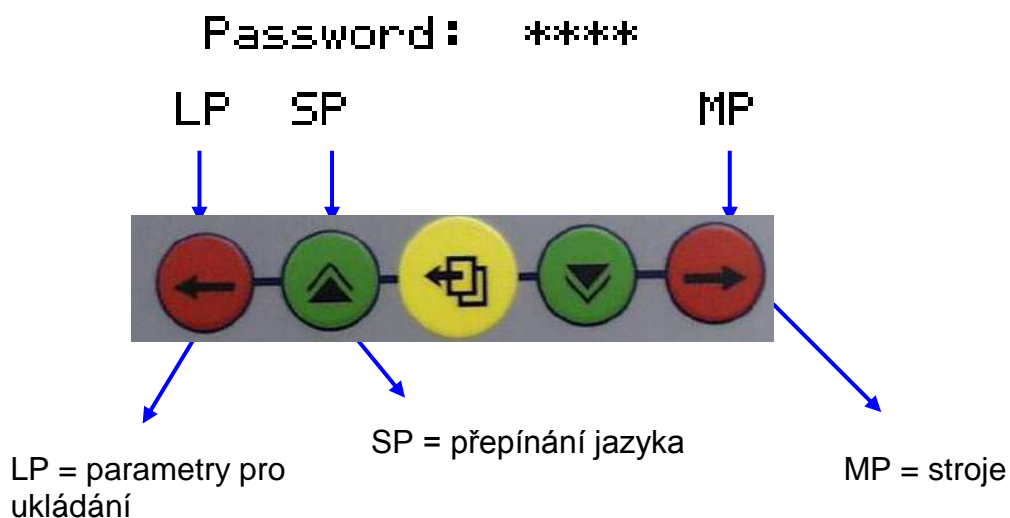 Password: ****
LP SP MP
SP = přepínání jazyka
LP = parametry pro
ukládání
MP = stroje